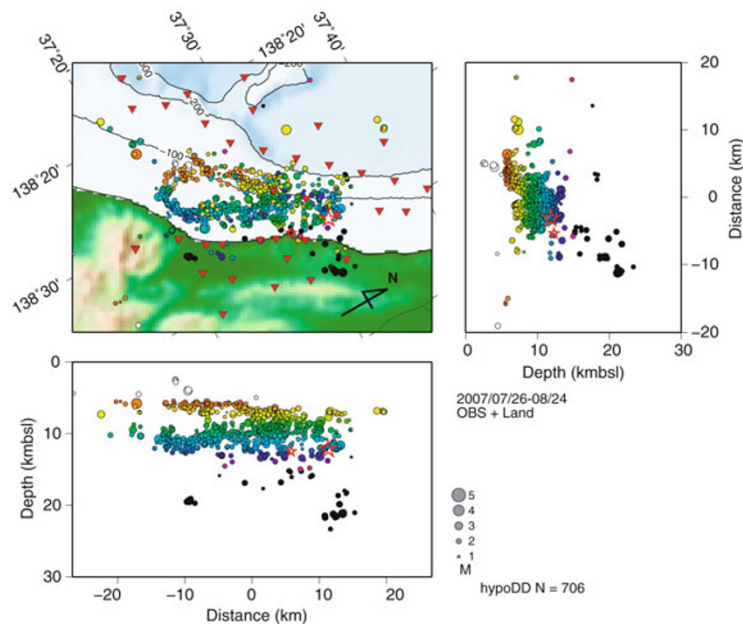 37°20'
37°30'
138°20'
37°40'
138°20'
138°30'
-200
-100
N
20
10
0
-10
-20
Distance (km)
0 10 20 30
Depth (kmbsl)
0
10
20
30
Depth (kmbsl)
-20 -10 0 10 20
Distance (km)
2007/07/26-08/24
OBS + Land
5
4
3
2
1
M
hypoDD N = 706